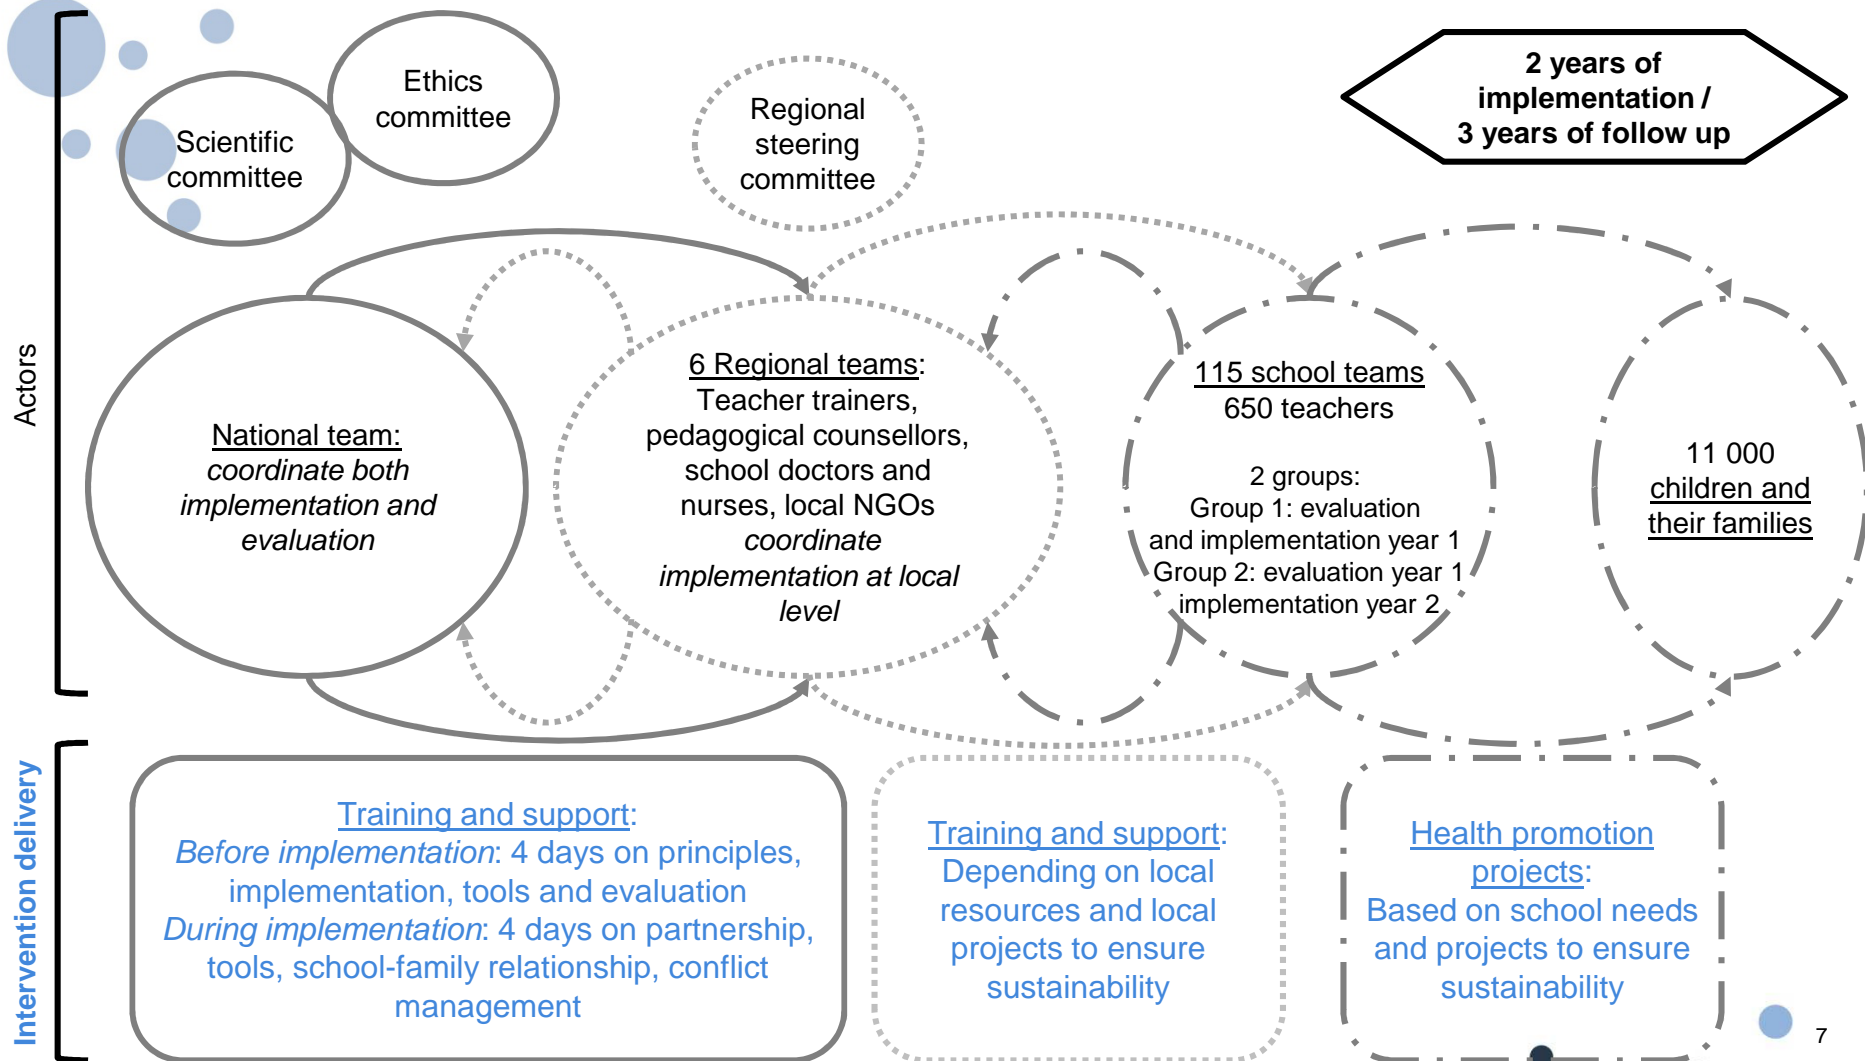 Scientific
committee
Ethics
committee
Regional
steering
committee
2 years of
implementation /
3 years of follow up
Actors
National team:
coordinate both
implementation and
evaluation
6 Regional teams:
Teacher trainers,
pedagogical counsellors,
school doctors and
nurses, local NGOs
coordinate
implementation at local
level
115 school teams
650 teachers
2 groups:
Group 1: evaluation
and implementation year 1
Group 2: evaluation year 1
implementation year 2
11 000
children and
their families
Intervention delivery
Training and support:
Before implementation: 4 days on principles,
implementation, tools and evaluation
During implementation: 4 days on partnership,
tools, school-family relationship, conflict
management
Training and support:
Depending on local
resources and local
projects to ensure
sustainability
Health promotion
projects:
Based on school needs
and projects to ensure
sustainability
7